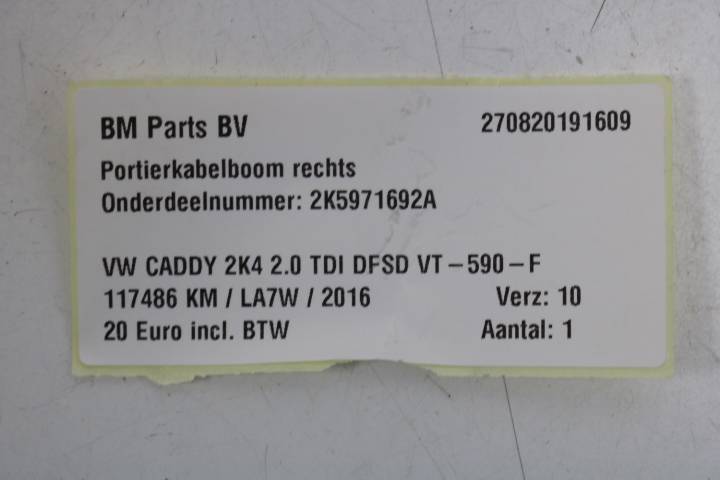 BM Parts BV 270820191609
Portierkabelboom rechts
Onderdeelnummer: 2K5971692A
VW CADDY 2K4 2.0 TDI DFSD VT-590-F
117486 KM / LA7W / 2016 Verz: 10
20 Euro incl. BTW Aantal: 1